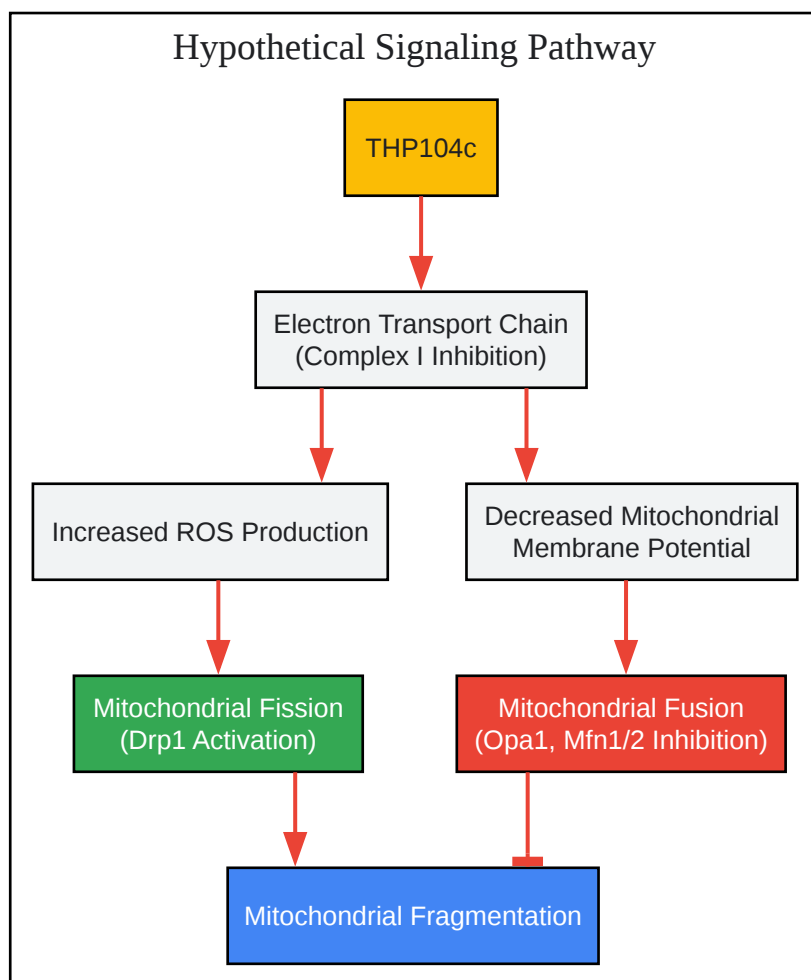 Hypothetical Signaling Pathway
THP104c
Electron Transport Chain
(Complex I Inhibition)
Increased ROS Production
Decreased Mitochondrial
Membrane Potential
Mitochondrial Fission
(Drp1 Activation)
Mitochondrial Fusion
(Opa1, Mfn1/2 Inhibition)
Mitochondrial Fragmentation